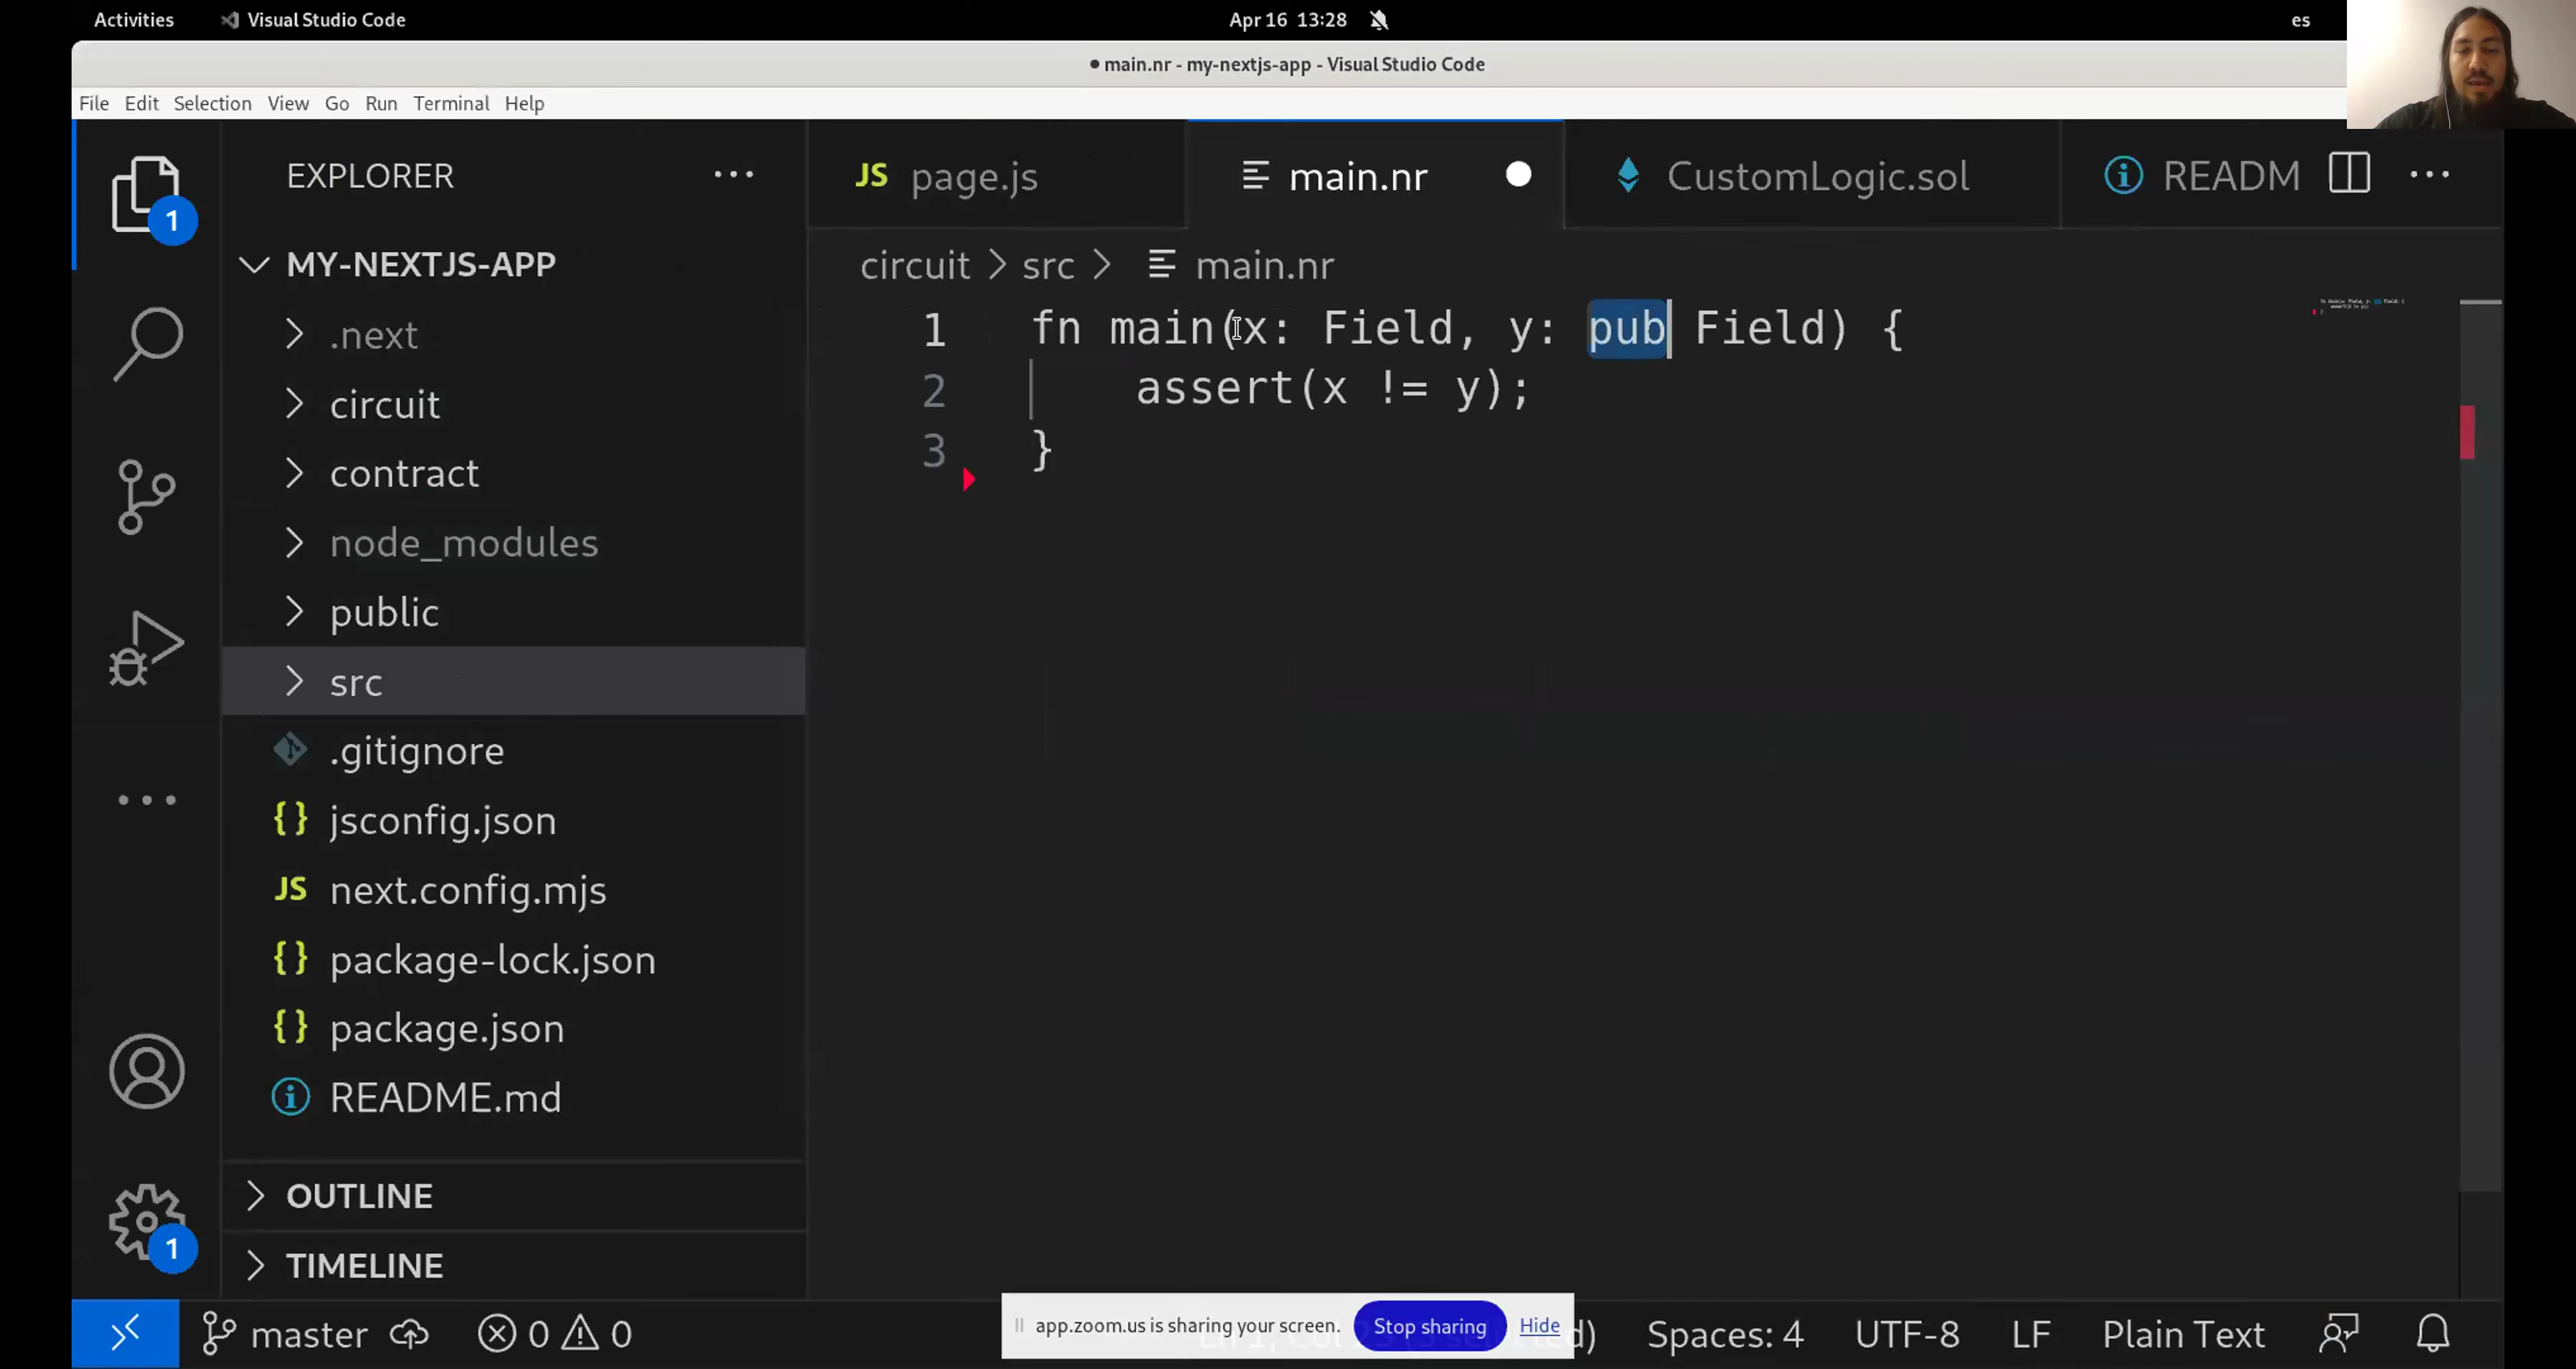 Activities
Visual Studio Code
Apr 16 13:28
es
main.nr - my-nextjs-app - Visual Studio Code
File Edit Selection View Go Run Terminal Help
1
EXPLORER
MY-NEXTJS-APP
.next
circuit
contract
node_modules
public
src
.gitignore
{} jsconfig.json
JS next.config.mjs
{} package-lock.json
{} package.json
README.md
OUTLINE
TIMELINE
1
JS page.js
main.nr
CustomLogic.sol
READM
circuit > src > main.nr
1 fn main(x: Field, y: pub Field) {
2 assert(x != y);
3 }
app.zoom.us is sharing your screen.
Stop sharing
Hide
master
0
0
Spaces: 4
UTF-8
LF
Plain Text